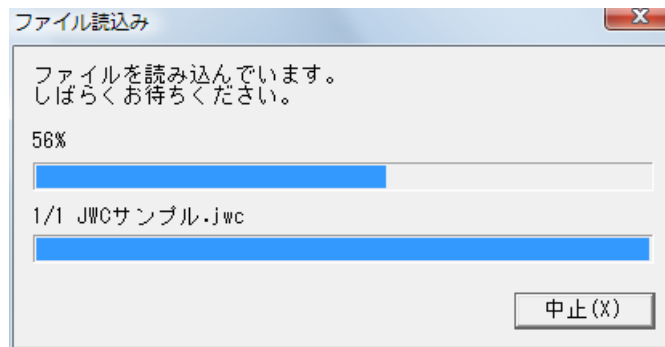 ファイル読込み
ファイルを読み込んでいます。
しばらくお待ちください。
56%
1/1 JWCサンプル.jwc
中止(X)